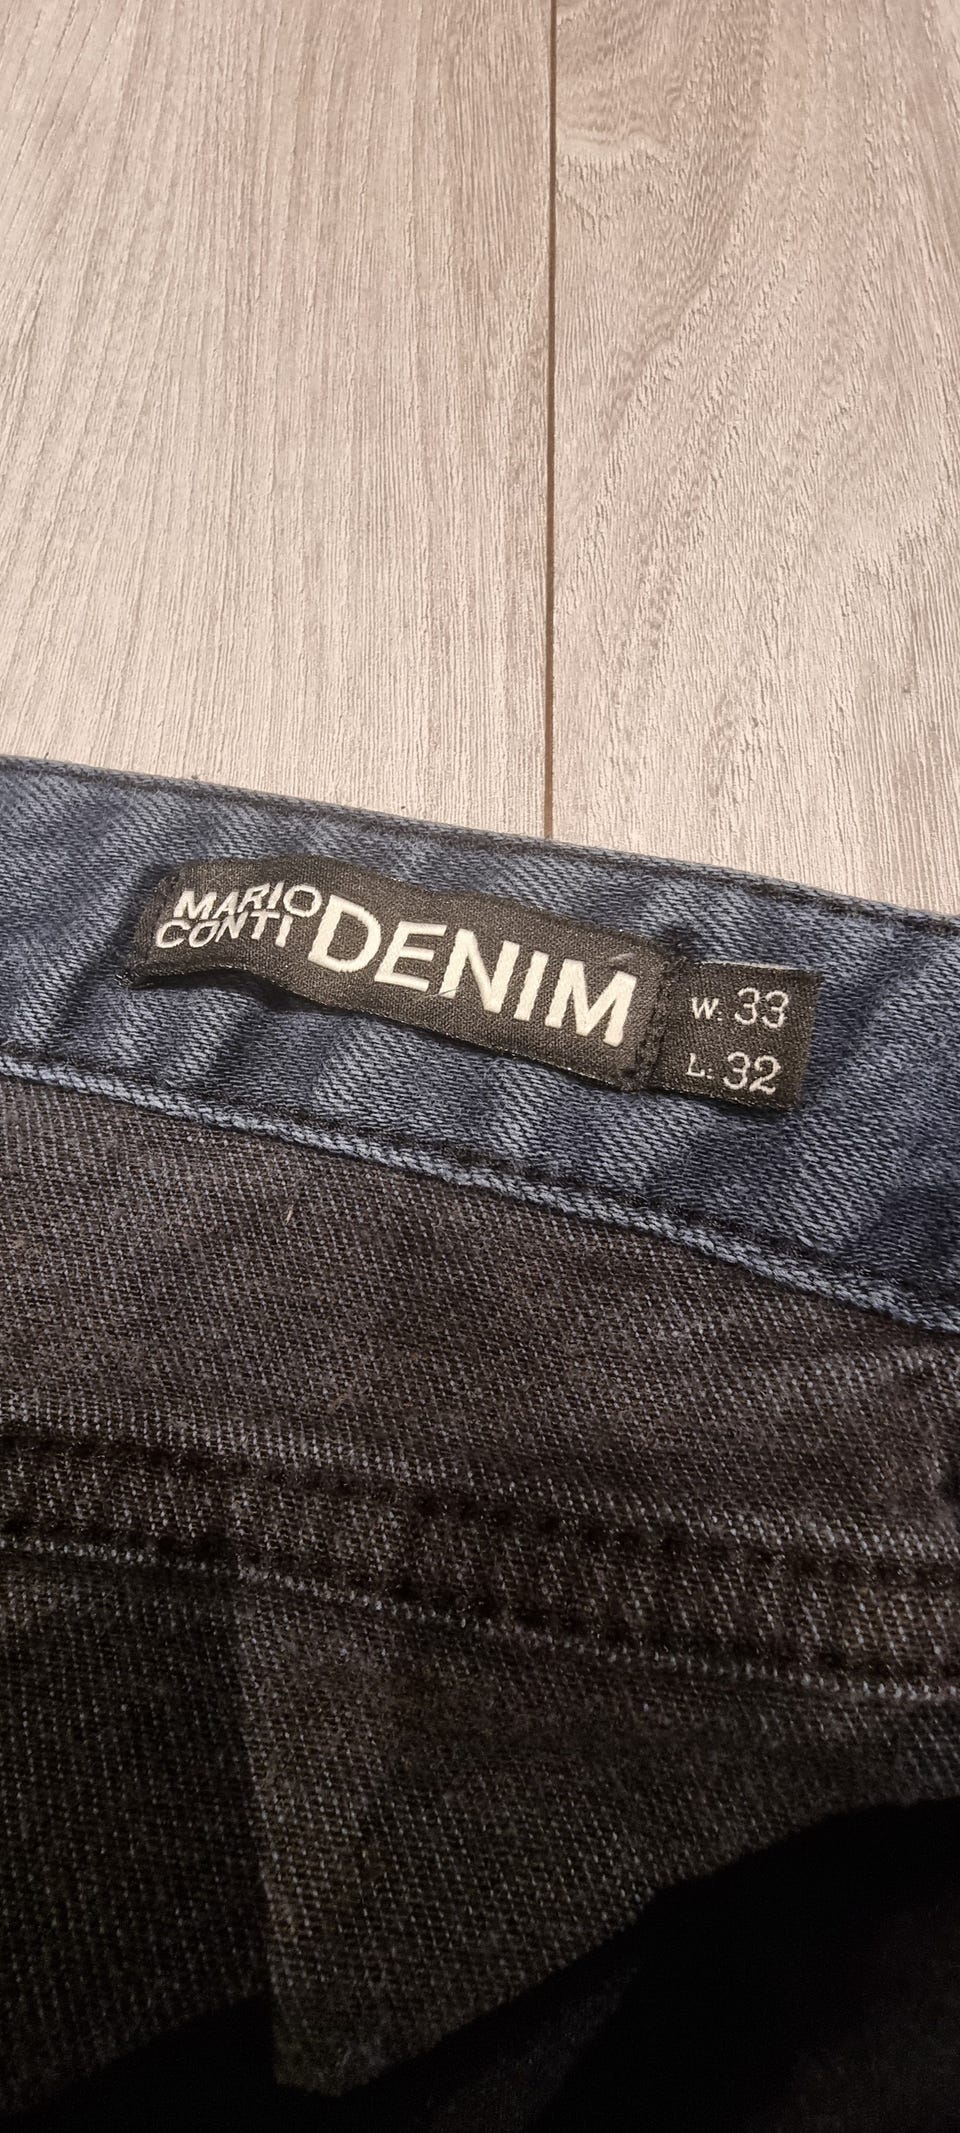 MARIO
CONTI
DENIM
W. 33
L. 32